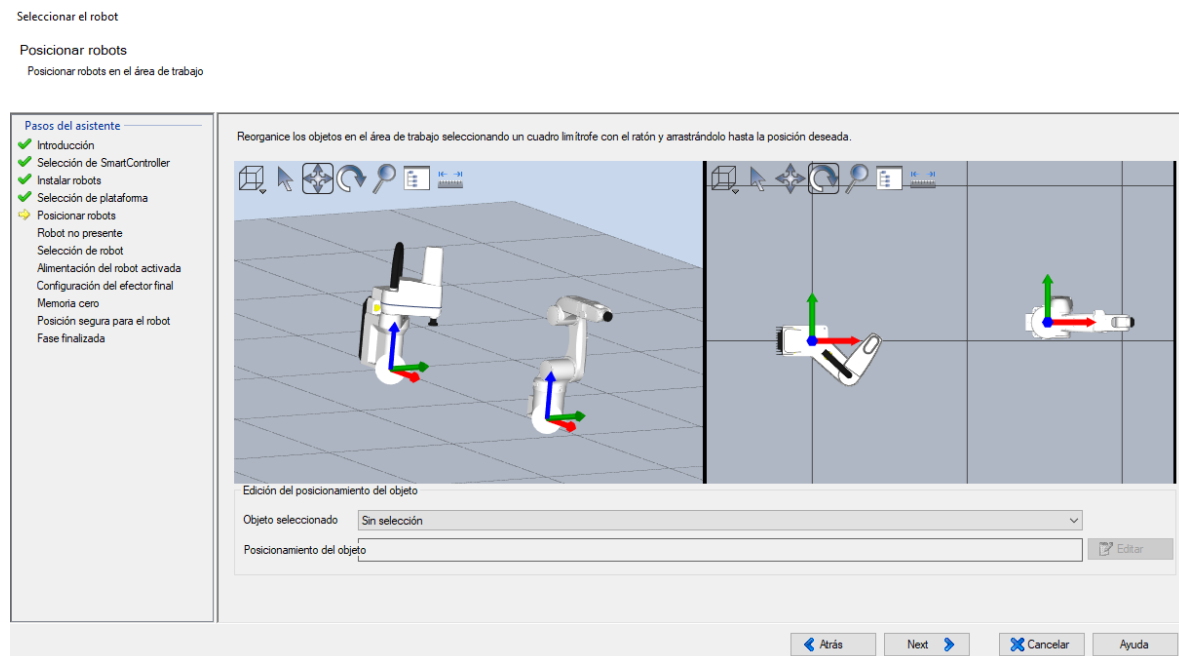 Seleccionar el robot
Posicionar robots
Posicionar robots en el área de trabajo
Pasos del asistente
Introducción
Selección de SmartController
Instalar robots
Selección de plataforma
Posicionar robots
Robot no presente
Selección de robot
Alimentación del robot activada
Configuración del efector final
Memoria cero
Posición segura para el robot
Fase finalizada
Reorganice los objetos en el área de trabajo seleccionando un cuadro limítrofe con el ratón y arrastrándolo hasta la posición deseada.
Edición del posicionamiento del objeto
Objeto seleccionado Sin selección
Posicionamiento del objeto Editar
Atrás Next Cancelar Ayuda